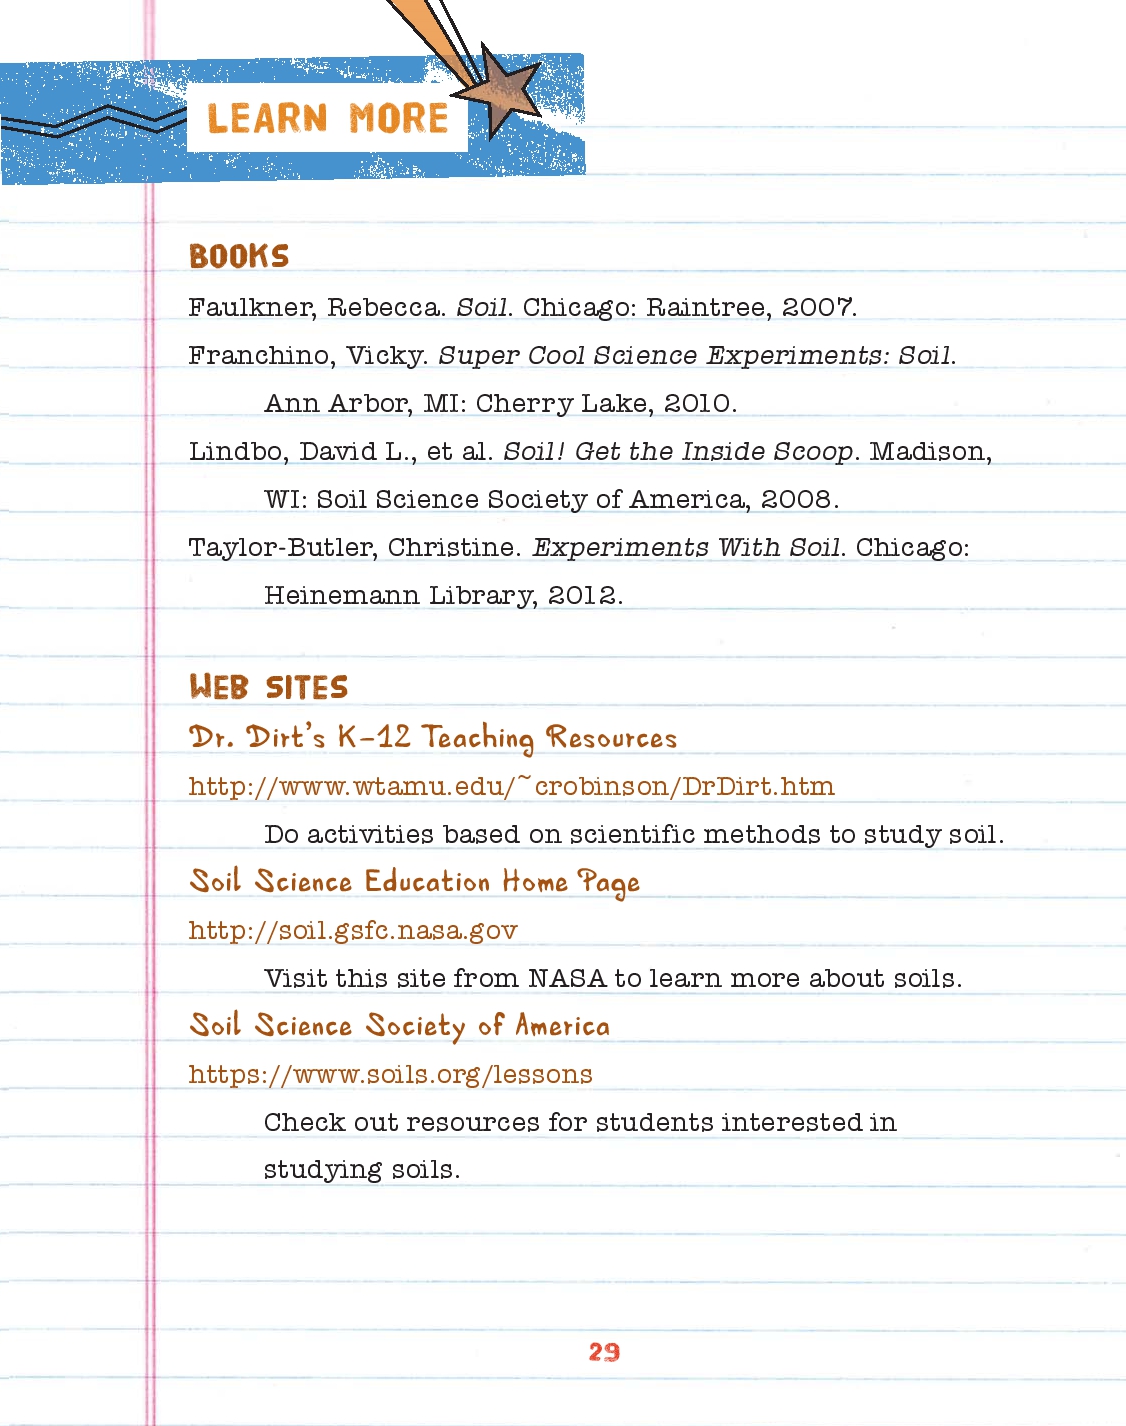 LEARN MORE
BOOKS
Faulkner, Rebecca. Soil. Chicago: Raintree, 2007.
Franchino, Vicky. Super Cool Science Experiments: Soil.
Ann Arbor, MI: Cherry Lake, 2010.
Lindbo, David L., et al. Soil! Get the Inside Scoop. Madison,
WI: Soil Science Society of America, 2008.
Taylor-Butler, Christine. Experiments With Soil. Chicago:
Heinemann Library, 2012.
WEB SITES
Dr. Dirt's K-12 Teaching Resources
http://www.wtamu.edu/~crobinson/DrDirt.htm
Do activities based on scientific methods to study soil.
Soil Science Education Home Page
http://soil.gsfc.nasa.gov
Visit this site from NASA to learn more about soils.
Soil Science Society of America
https://www.soils.org/lessons
Check out resources for students interested in
studying soils.
29